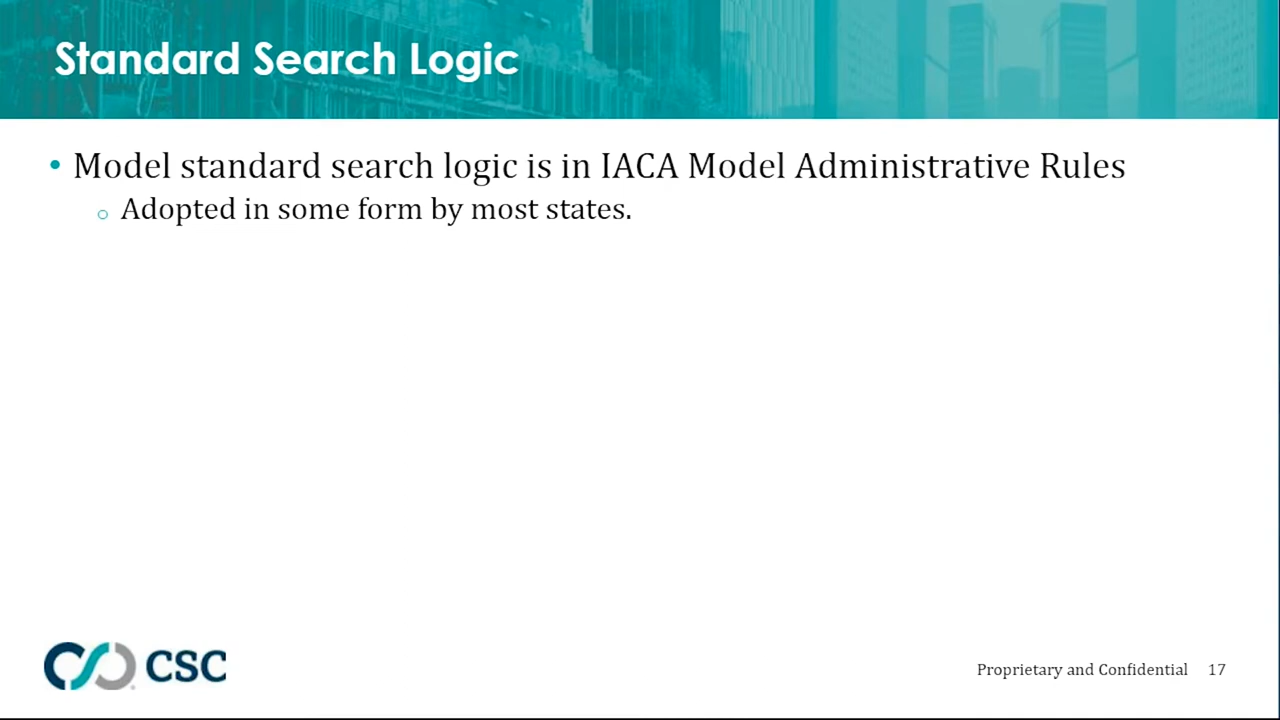 Standard Search Logic
• Model standard search logic is in IACA Model Administrative Rules
○ Adopted in some form by most states.
CSC
Proprietary and Confidential 17